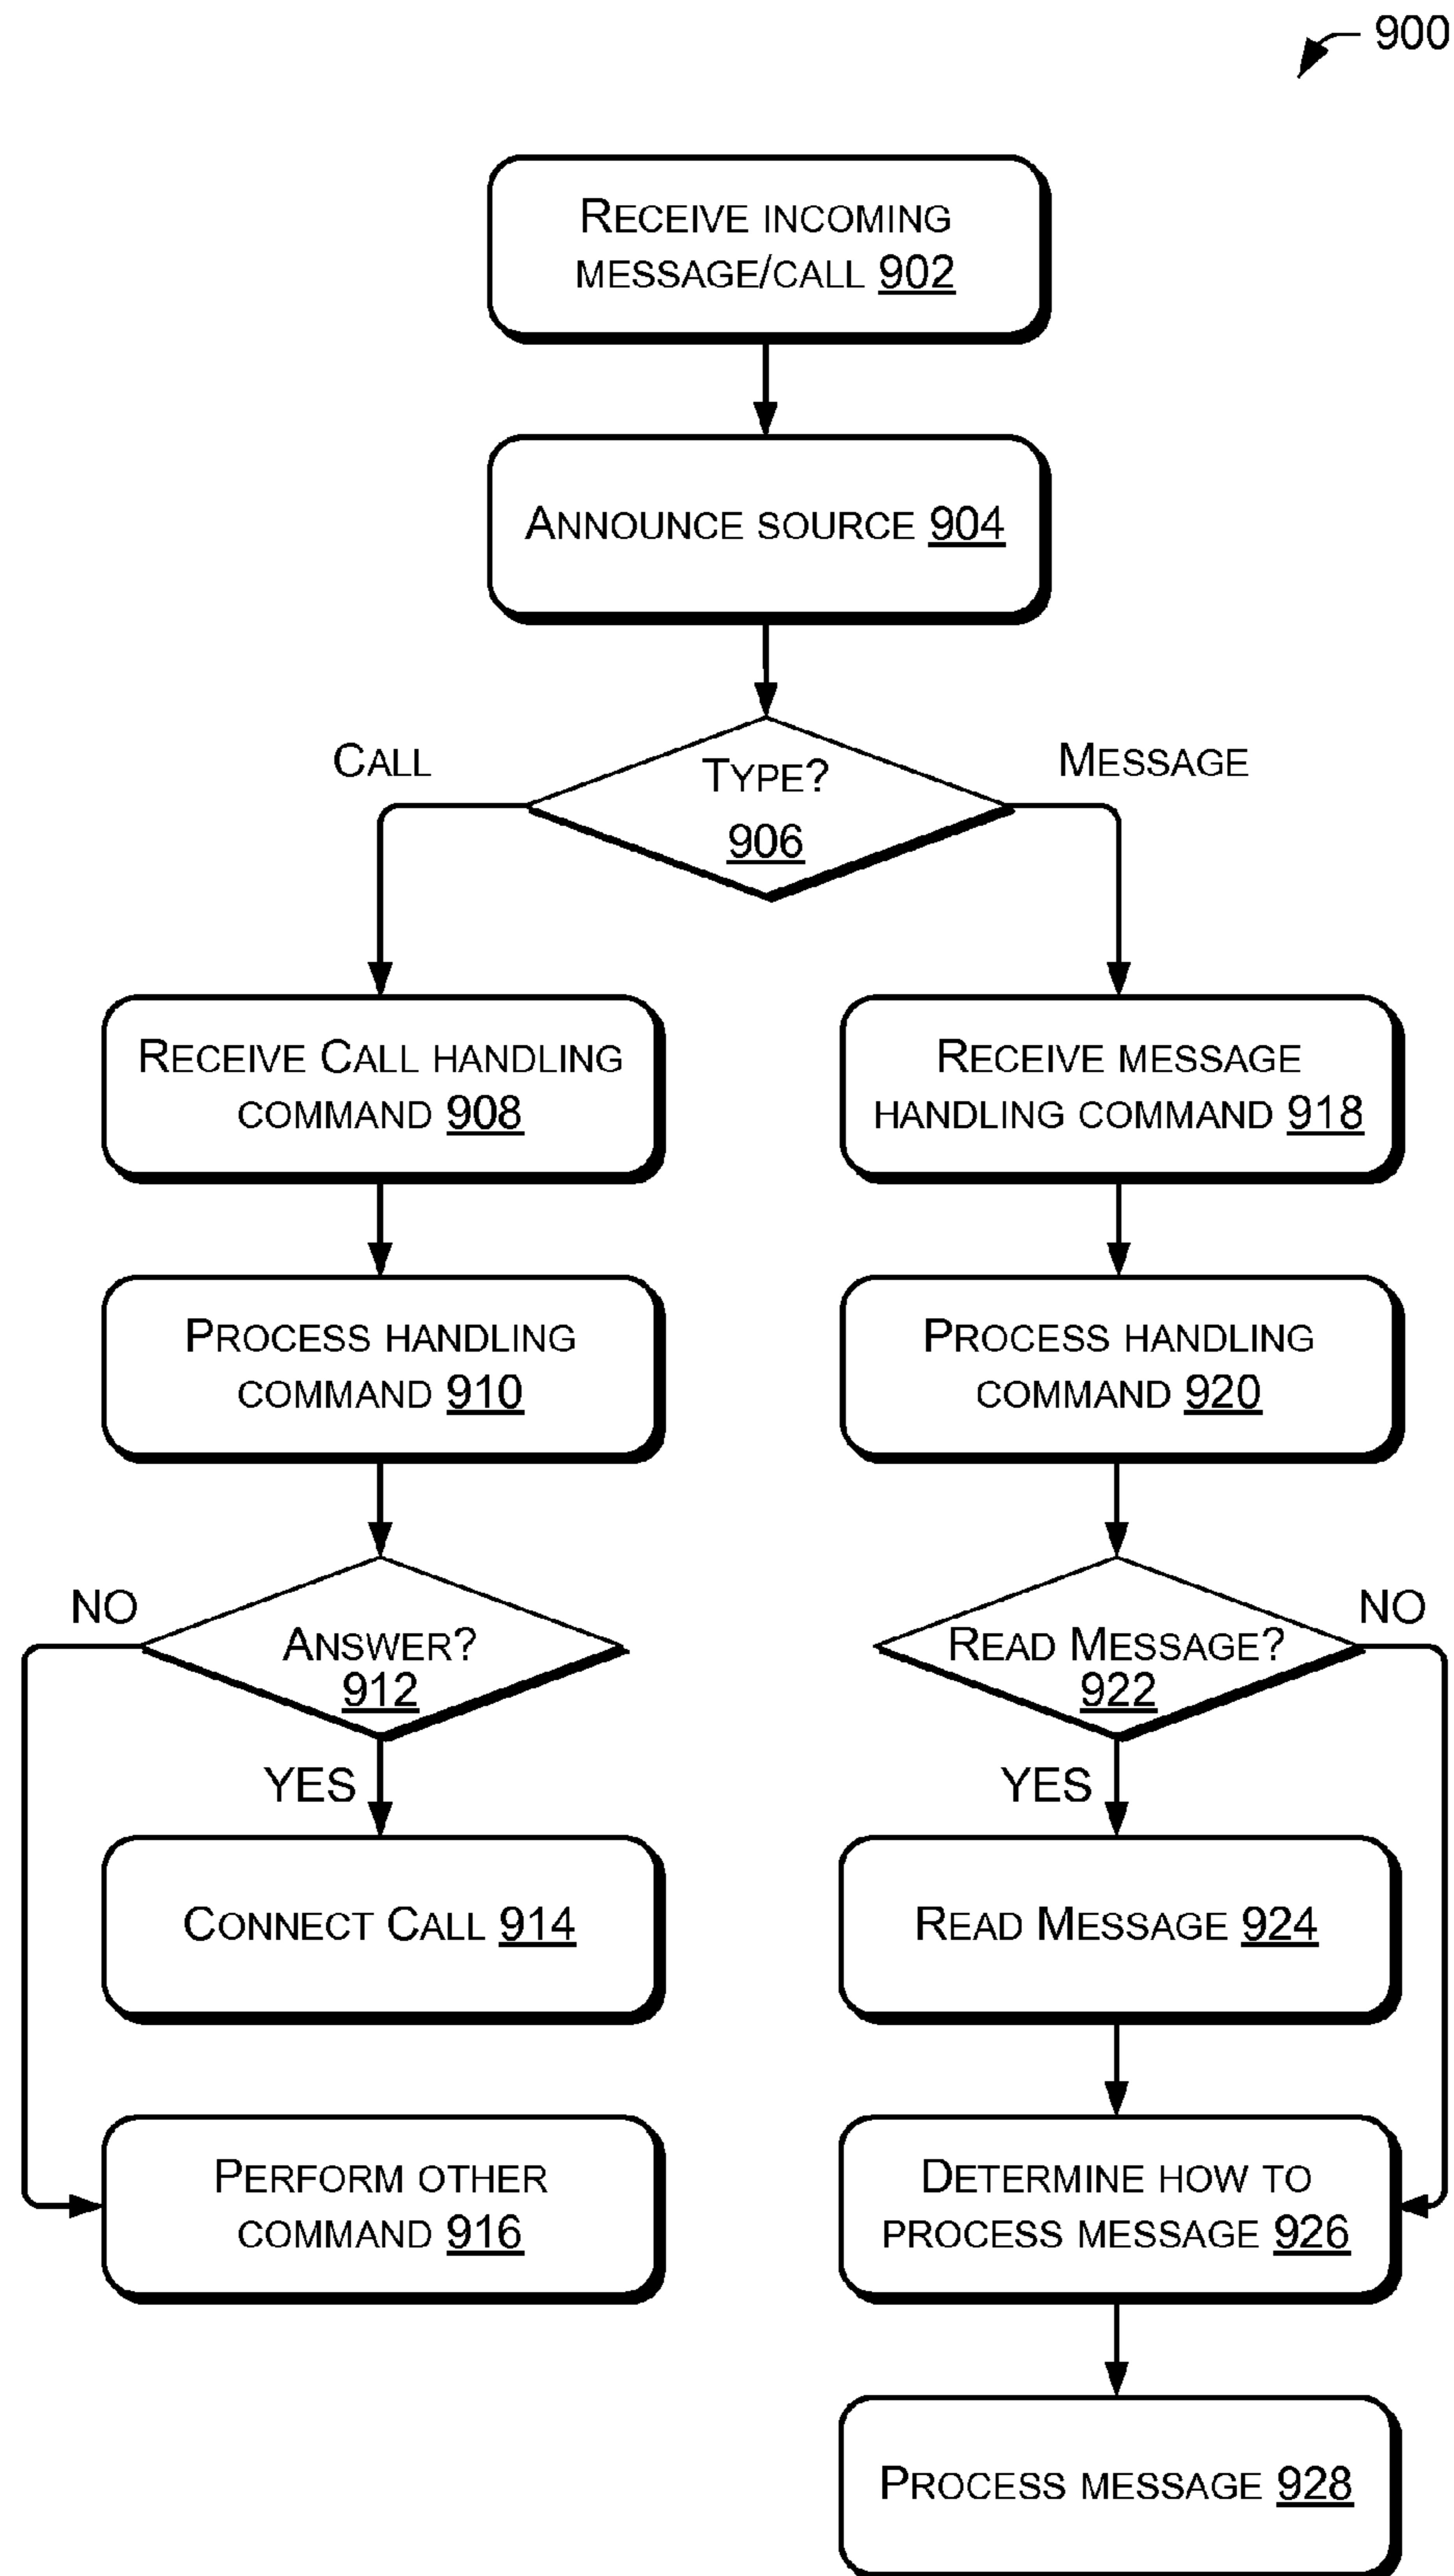 900
RECEIVE INCOMING
MESSAGE/CALL 902
ANNOUNCE SOURCE 904
CALL
MESSAGE
TYPE?
906
RECEIVE CALL HANDLING
COMMAND 908
PROCESS HANDLING
COMMAND 910
NO
ANSWER?
912
YES
CONNECT CALL 914
PERFORM OTHER
COMMAND 916
RECEIVE MESSAGE
HANDLING COMMAND 918
PROCESS HANDLING
COMMAND 920
NO
READ MESSAGE?
922
YES
READ MESSAGE 924
DETERMINE HOW TO
PROCESS MESSAGE 926
PROCESS MESSAGE 928